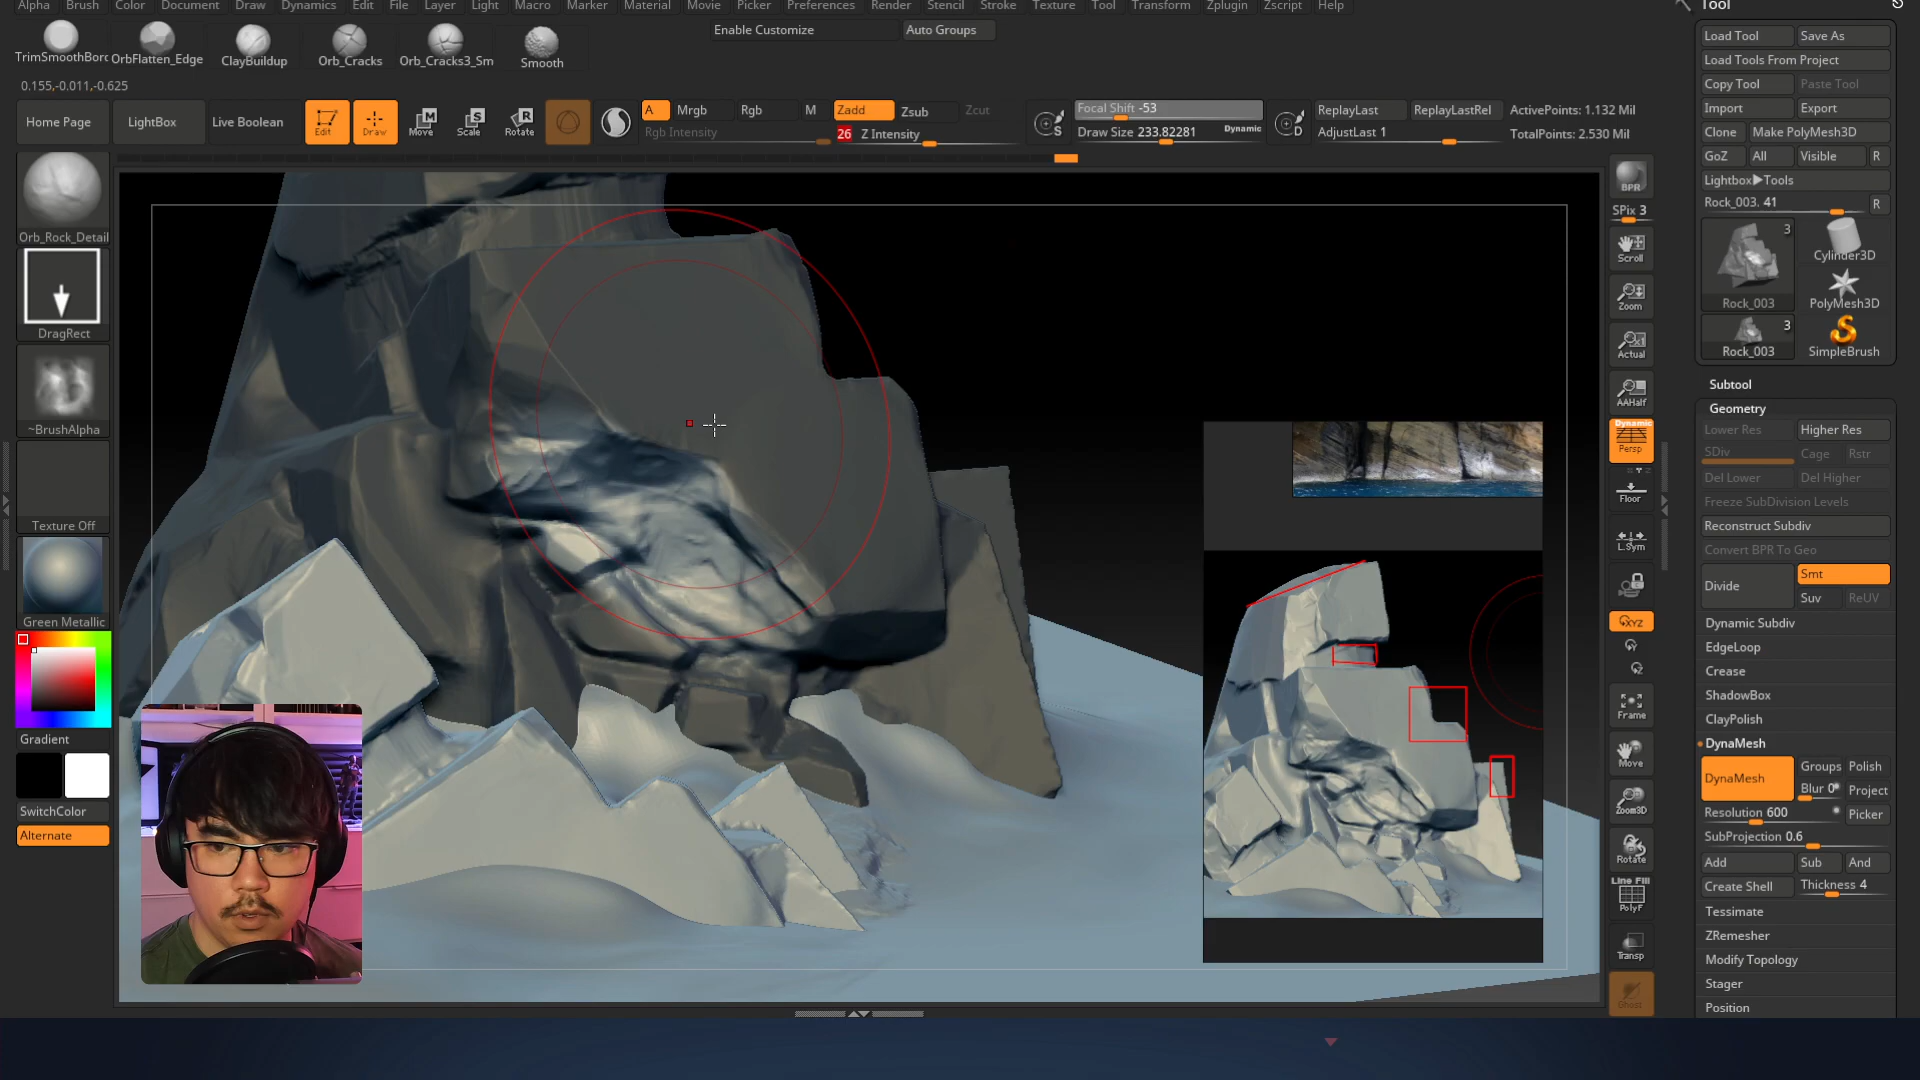 Alpha Brush Color Document Draw Dynamics Edit File Layer Light Macro Marker Material Movie Picker Preferences Render Stencil Stroke Texture Tool Transform Zplugin Zscript Help
Tool
Enable Customize
Auto Groups
TrimSmoothBorc OrbFlatten_Edge ClayBuildup Orb_Cracks Orb_Cracks3_Sm Smooth
Load Tool Save As
Load Tools From Project
Copy Tool Paste Tool
Import Export
Clone Make PolyMesh3D
GoZ All Visible R
Lightbox▶Tools
Rock_003. 41 R
0.155,-0.011,-0.625
Home Page
LightBox
Live Boolean
Edit
Draw
Move
Scale
Rotate
A Mrgb Rgb M
Rgb Intensity
Zadd Zsub Zcut
26 Z Intensity
S
Focal Shift -53
Draw Size 233.82281 Dynamic
D
ReplayLast ReplayLastRel
AdjustLast 1
ActivePoints: 1.132 Mil
TotalPoints: 2.530 Mil
Orb_Rock_Detail
DragRect
~BrushAlpha
Texture Off
Green Metallic
Gradient
SwitchColor
Alternate
BPR
SPix 3
Scroll
Zoom
Actual
AAHalf
Dynamic
Persp
Floor
L.Sym
XYZ
Frame
Move
Zoom3D
Rotate
Line Fill
PolyF
Transp
Ghost
3
Rock_003
Cylinder3D
PolyMesh3D
3
Rock_003
SimpleBrush
Subtool
Geometry
Lower Res Higher Res
SDiv Cage Rstr
Del Lower Del Higher
Freeze SubDivision Levels
Reconstruct Subdiv
Convert BPR To Geo
Divide
Smt
Suv ReUV
Dynamic Subdiv
EdgeLoop
Crease
ShadowBox
ClayPolish
DynaMesh
DynaMesh
Groups Polish
Blur 0 Project
Resolution 600 Picker
SubProjection 0.6
Add Sub And
Create Shell Thickness 4
Tessimate
ZRemesher
Modify Topology
Stager
Position